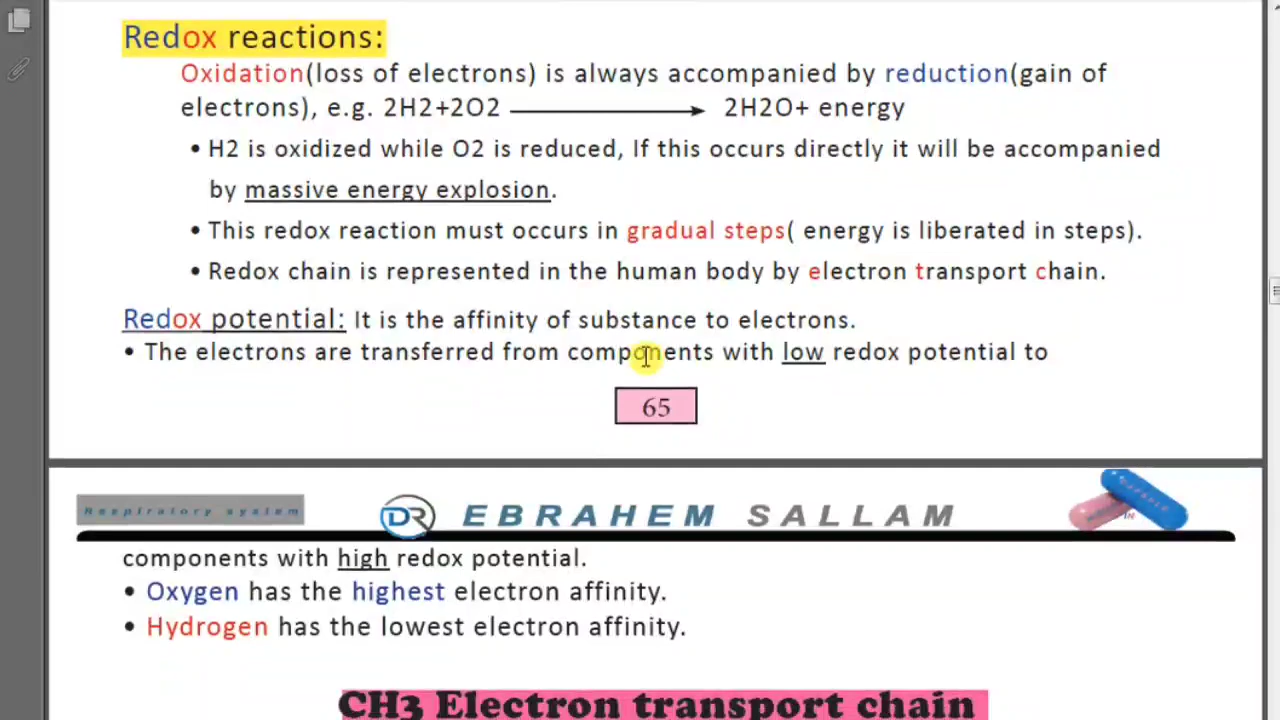 Redox reactions:
Oxidation(loss of electrons) is always accompanied by reduction(gain of
electrons), e.g. 2H2+2O2 ⟶ 2H2O+ energy
• H2 is oxidized while O2 is reduced, If this occurs directly it will be accompanied
by massive energy explosion.
• This redox reaction must occurs in gradual steps( energy is liberated in steps).
• Redox chain is represented in the human body by electron transport chain.
Redox potential: It is the affinity of substance to electrons.
• The electrons are transferred from components with low redox potential to
65
Respiratory system
DR EBRAHEM SALLAM
components with high redox potential.
• Oxygen has the highest electron affinity.
• Hydrogen has the lowest electron affinity.
CH3 Electron transport chain